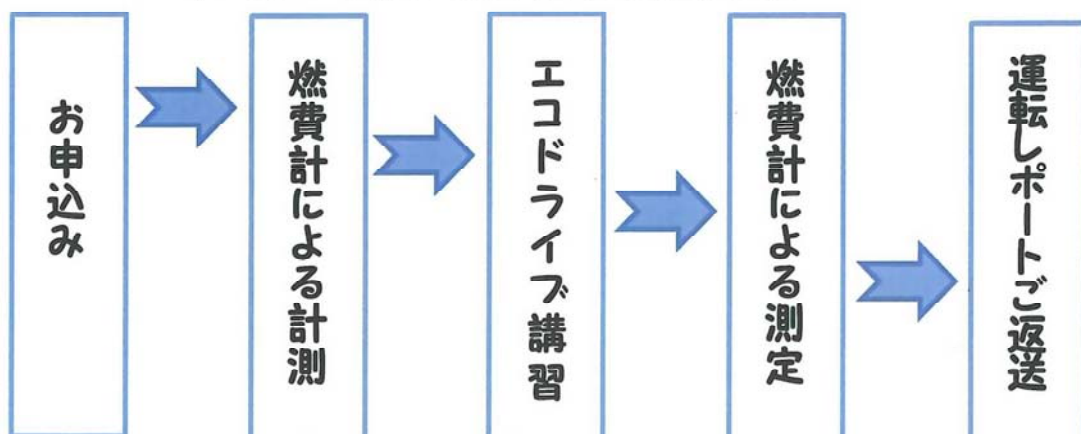 お申込み
燃費計による計測
エコドライブ講習
燃費計による測定
運転レポートご返送